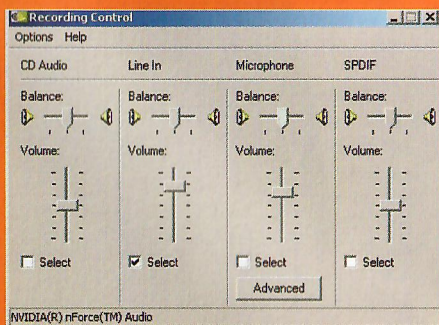 Recording Control
Options Help
CD Audio Line In Microphone SPDIF
Balance: Balance: Balance: Balance:
Volume: Volume: Volume: Volume:
Select Select Select Select
Advanced
NVIDIA(R) nForce(TM) Audio